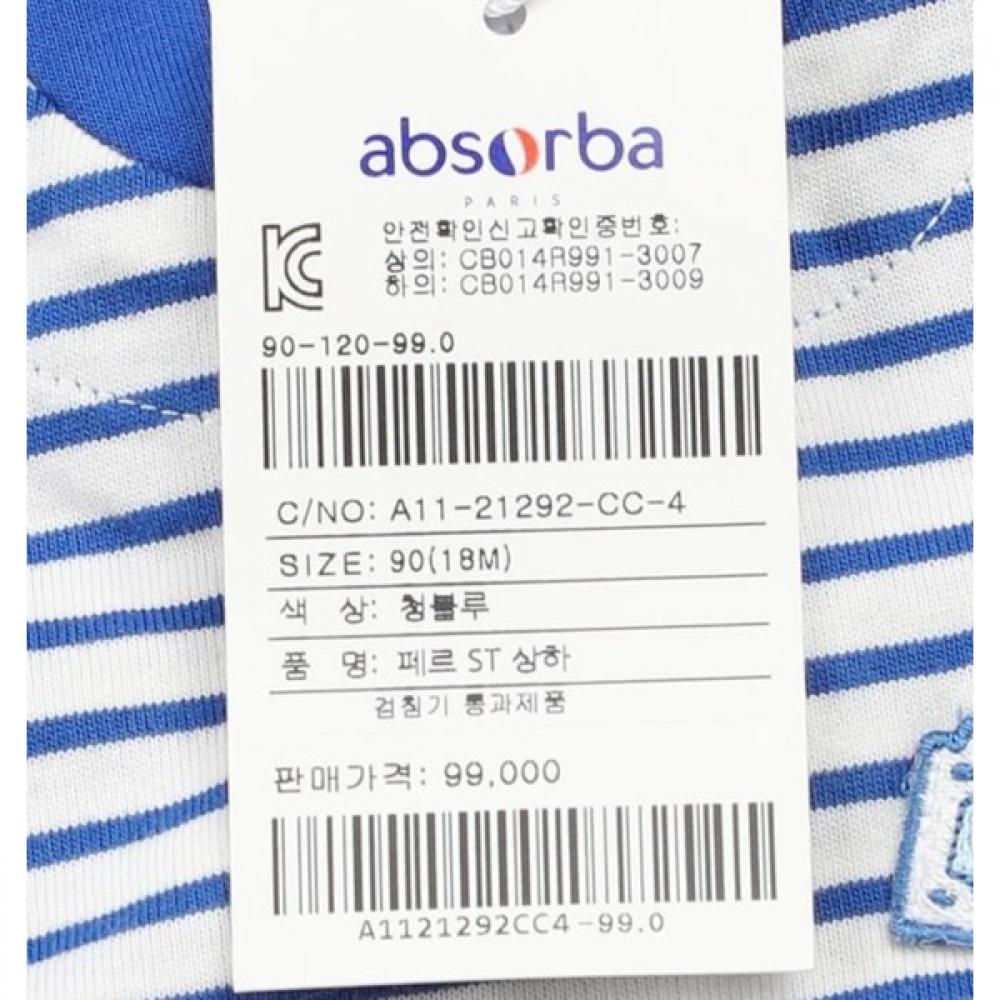 absorba
PARIS
KC
안전확인신고확인증번호:
상의: CB014R991-3007
하의: CB014R991-3009
90-120-99.0
C/NO: A11-21292-CC-4
SIZE: 90(18M)
색 상: 청블루
품 명: 페르 ST 상하
검침기 통과제품
판매가격: 99,000
A1121292CC4-99.0